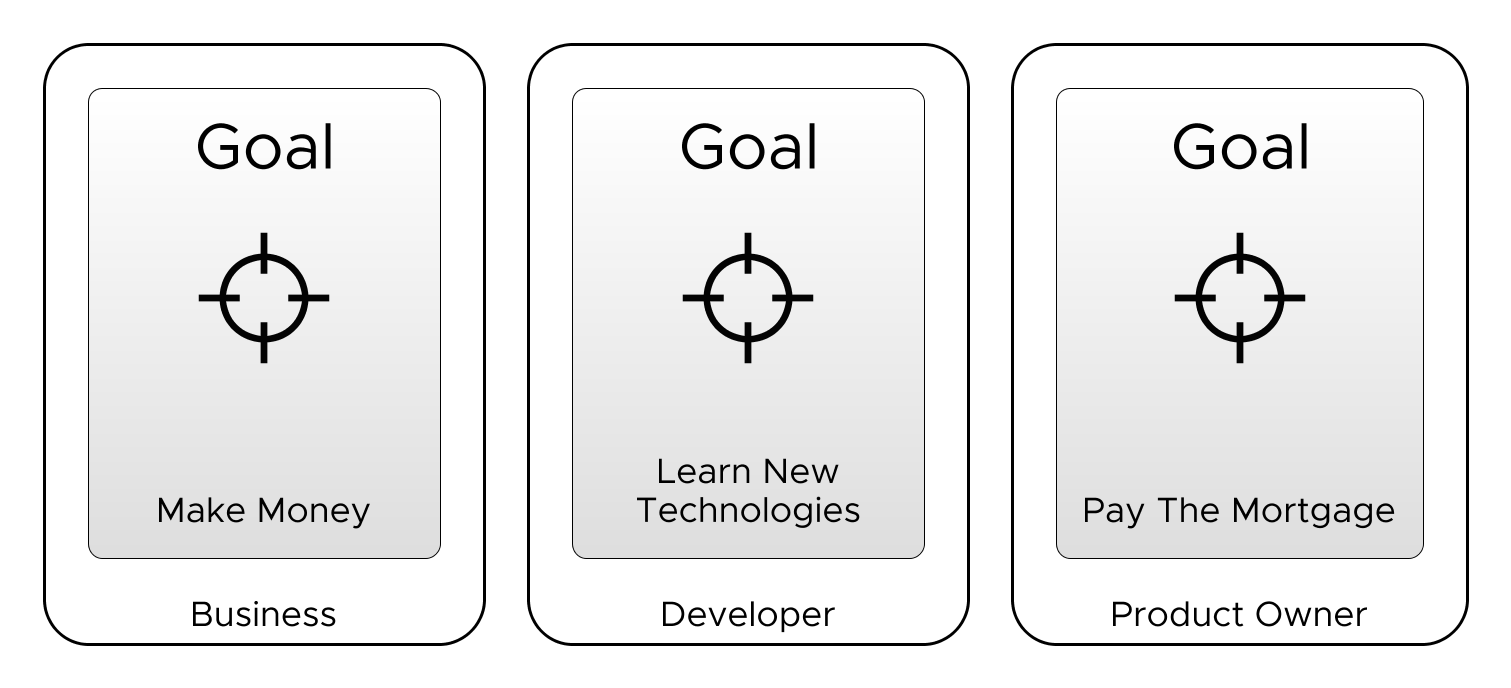 Goal
Make Money
Business
Goal
Learn New
Technologies
Developer
Goal
Pay The Mortgage
Product Owner